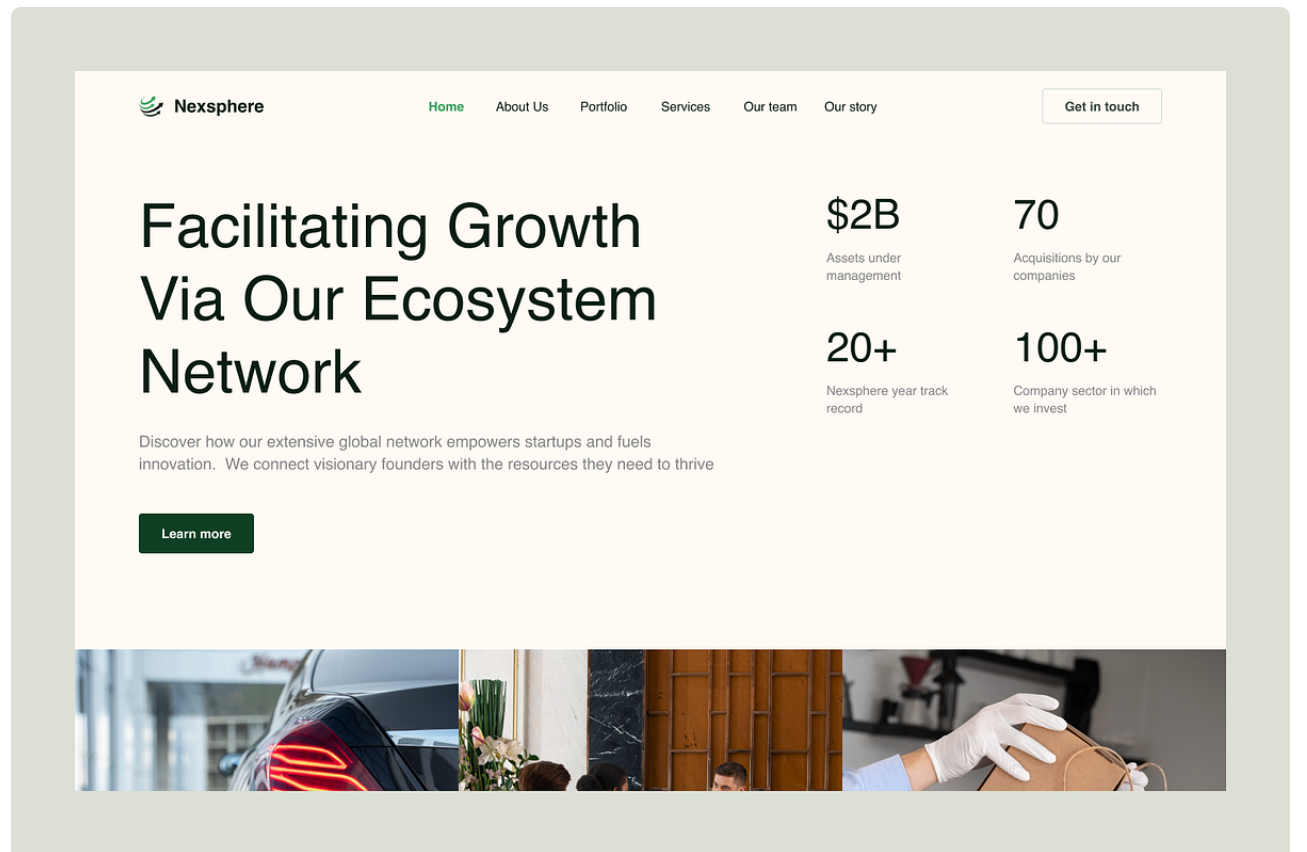 Nexsphere
Home
About Us
Portfolio
Services
Our team
Our story
Get in touch
Facilitating Growth
Via Our Ecosystem
Network
Discover how our extensive global network empowers startups and fuels
innovation.  We connect visionary founders with the resources they need to thrive
Learn more
$2B
Assets under
management
70
Acquisitions by our
companies
20+
Nexsphere year track
record
100+
Company sector in which
we invest